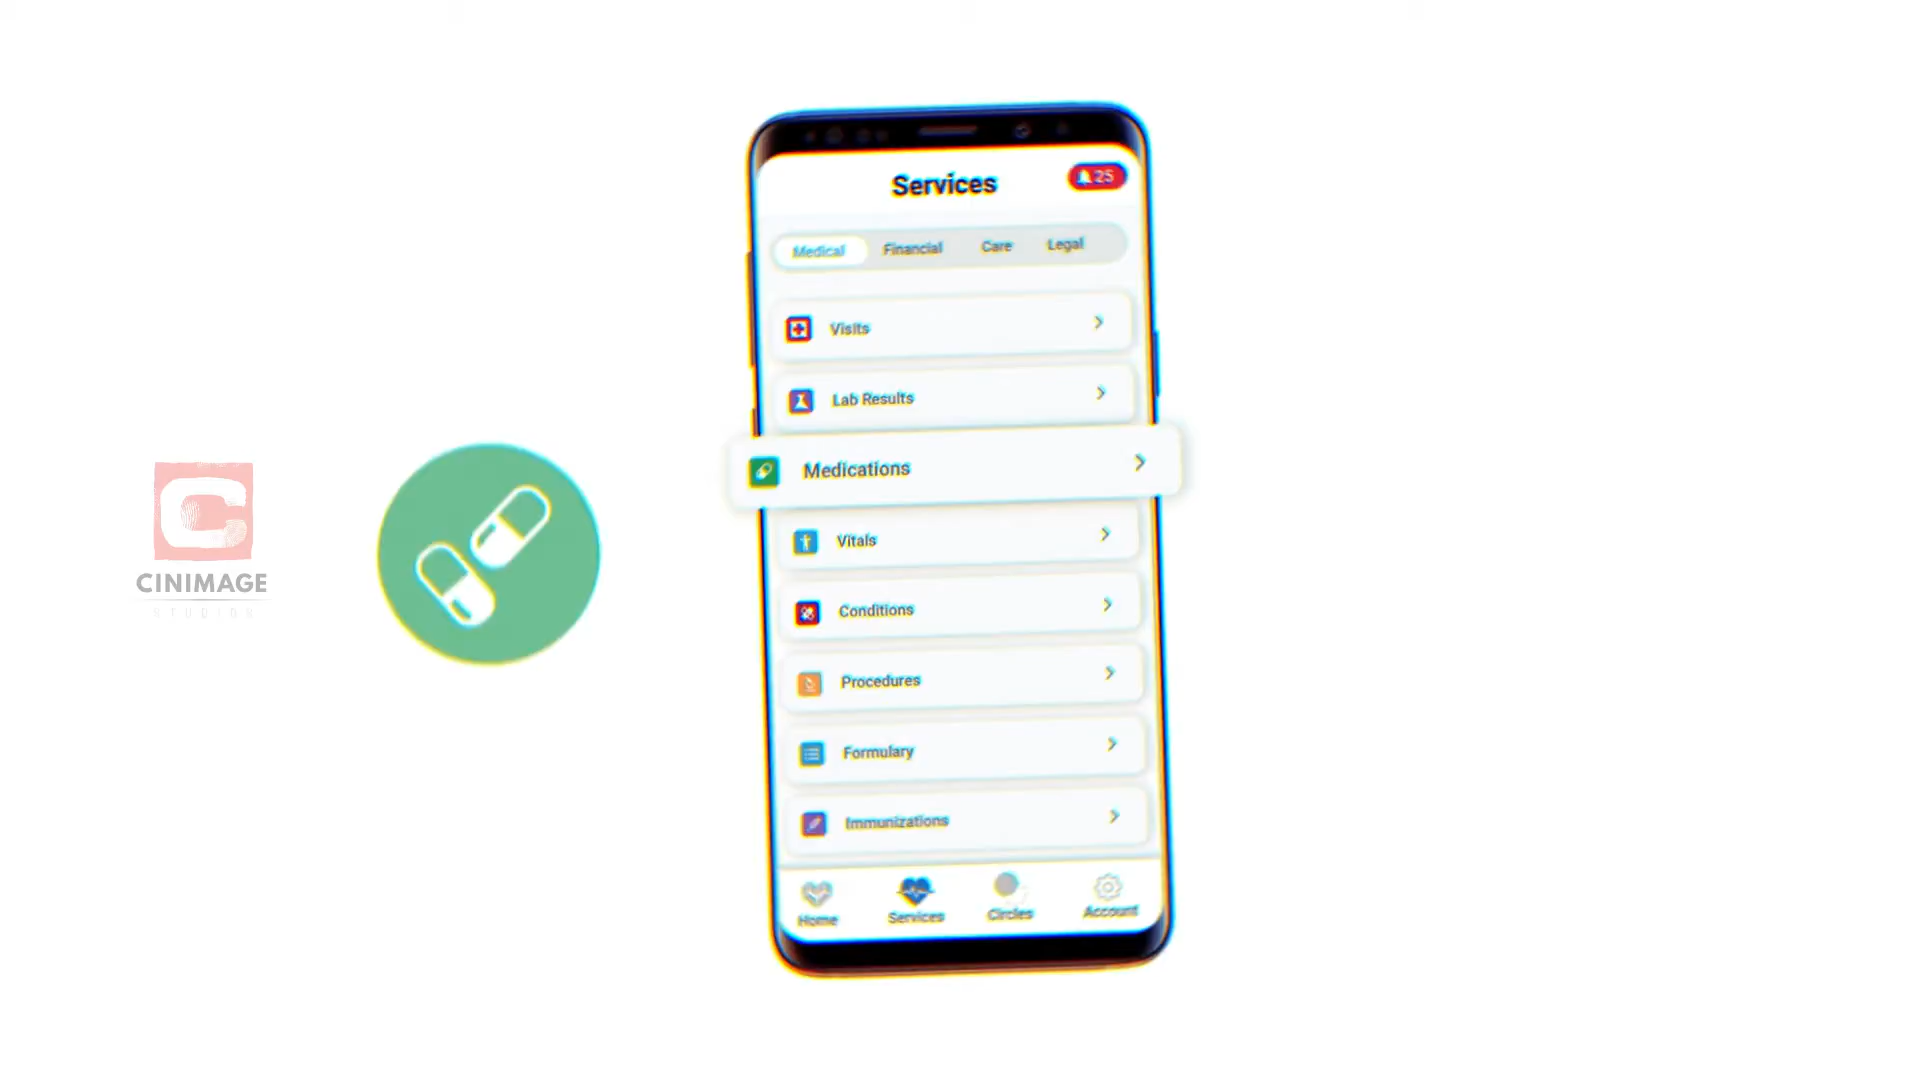 Services
25
Medical Financial Care Legal
Visits
Lab Results
Medications
Vitals
Conditions
Procedures
Formulary
Immunizations
Home Services Circles Account
CINIMAGE
STUDIOS